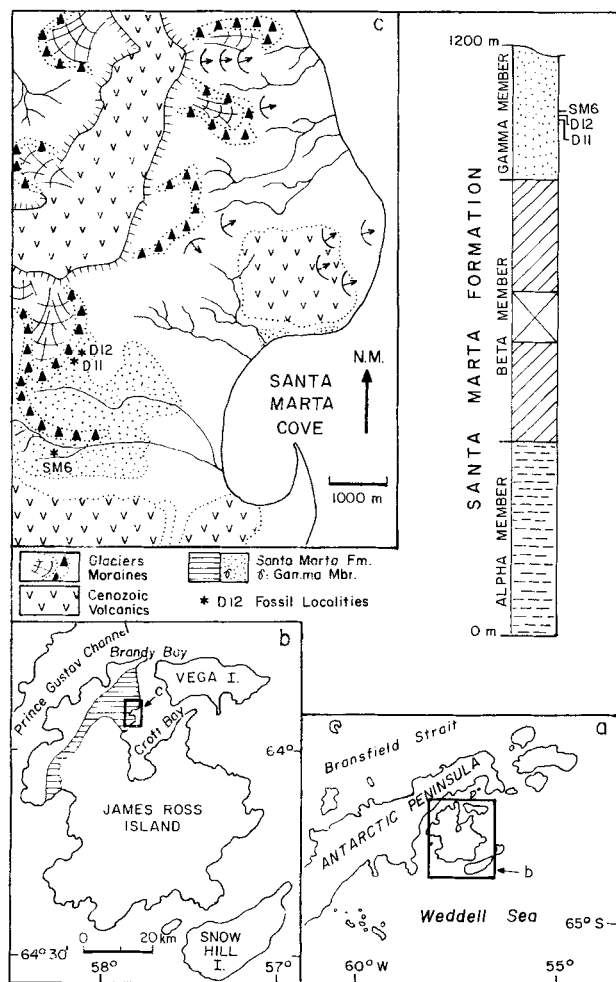 C
D12
D11
SM6
SANTA
MARTA
COVE
N.M.
1000 m
1200 m
GAMMA MEMBER
SM6
D12
D11
SANTA MARTA FORMATION
BETA MEMBER
ALPHA MEMBER
0 m
Glaciers
Moraines
Cenozoic
Volcanics
Santa Marta Fm.
γ: Gamma Mbr.
* D12 Fossil Localities
b
Prince Gustav Channel
Brandy Bay
VEGA I.
c
Croft Bay
64°
JAMES ROSS
ISLAND
0 20 km
SNOW
HILL
I.
64°30'
58°
57°
a
Bransfield Strait
ANTARCTIC PENINSULA
b
Weddell Sea
65° S
60° W
55°